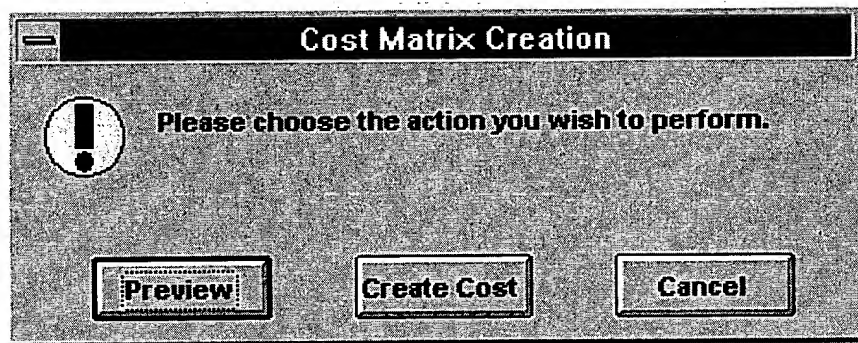 Cost Matrix Creation
Please choose the action you wish to perform.
Preview Create Cost Cancel